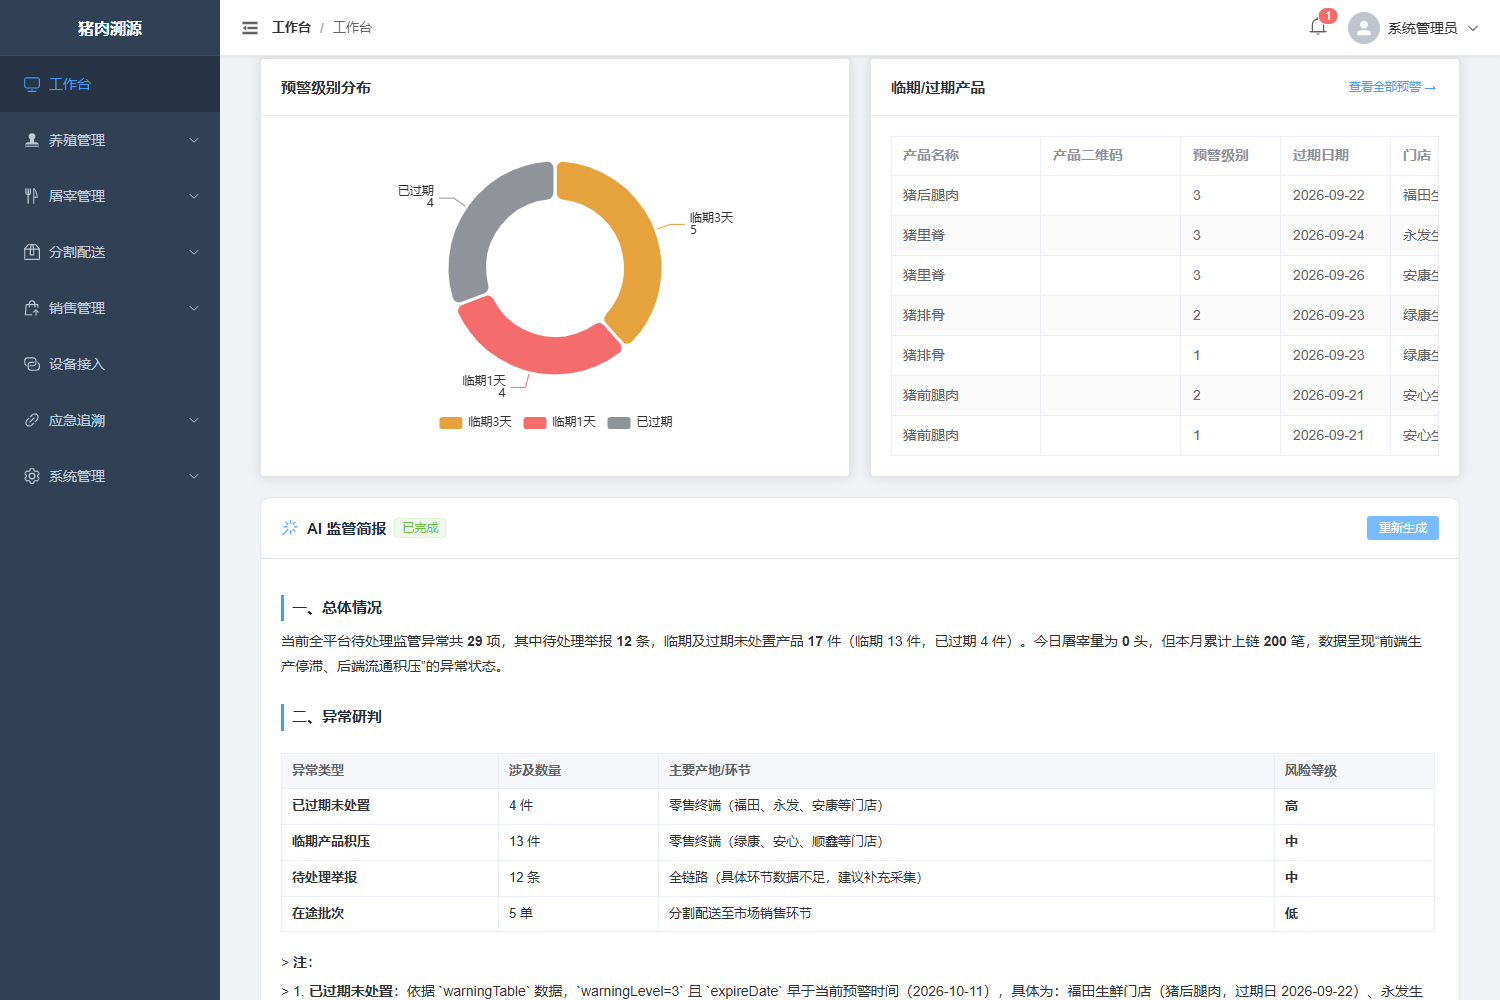 猪肉溯源
工作台 / 工作台
1
系统管理员
工作台
养殖管理
屠宰管理
分割配送
销售管理
设备接入
应急追溯
系统管理
预警级别分布
已过期
4
临期3天
5
临期1天
4
临期3天 临期1天 已过期
临期/过期产品 查看全部预警→
产品名称 产品二维码 预警级别 过期日期 门店
猪后腿肉 3 2026-09-22 福田生
猪里脊 3 2026-09-24 永发生
猪里脊 3 2026-09-26 安康生
猪排骨 2 2026-09-23 绿康生
猪排骨 1 2026-09-23 绿康生
猪前腿肉 2 2026-09-21 安心生
猪前腿肉 1 2026-09-21 安心生
AI 监管简报 已完成 重新生成
一、总体情况
当前全平台待处理监管异常共 29 项，其中待处理举报 12 条，临期及过期未处置产品 17 件（临期 13 件，已过期 4 件）。今日屠宰量为 0 头，但本月累计上链 200 笔，数据呈现“前端生
产停滞、后端流通积压”的异常状态。
二、异常研判
异常类型 涉及数量 主要产地/环节 风险等级
已过期未处置 4 件 零售终端（福田、永发、安康等门店） 高
临期产品积压 13 件 零售终端（绿康、安心、顺鑫等门店） 中
待处理举报 12 条 全链路（具体环节数据不足，建议补充采集） 中
在途批次 5 单 分割配送至市场销售环节 低
> 注：
> 1. 已过期未处置：依据 `warningTable` 数据，`warningLevel=3` 且 `expireDate` 早于当前预警时间（2026-10-11），具体为：福田生鲜门店（猪后腿肉，过期日 2026-09-22）、永发生